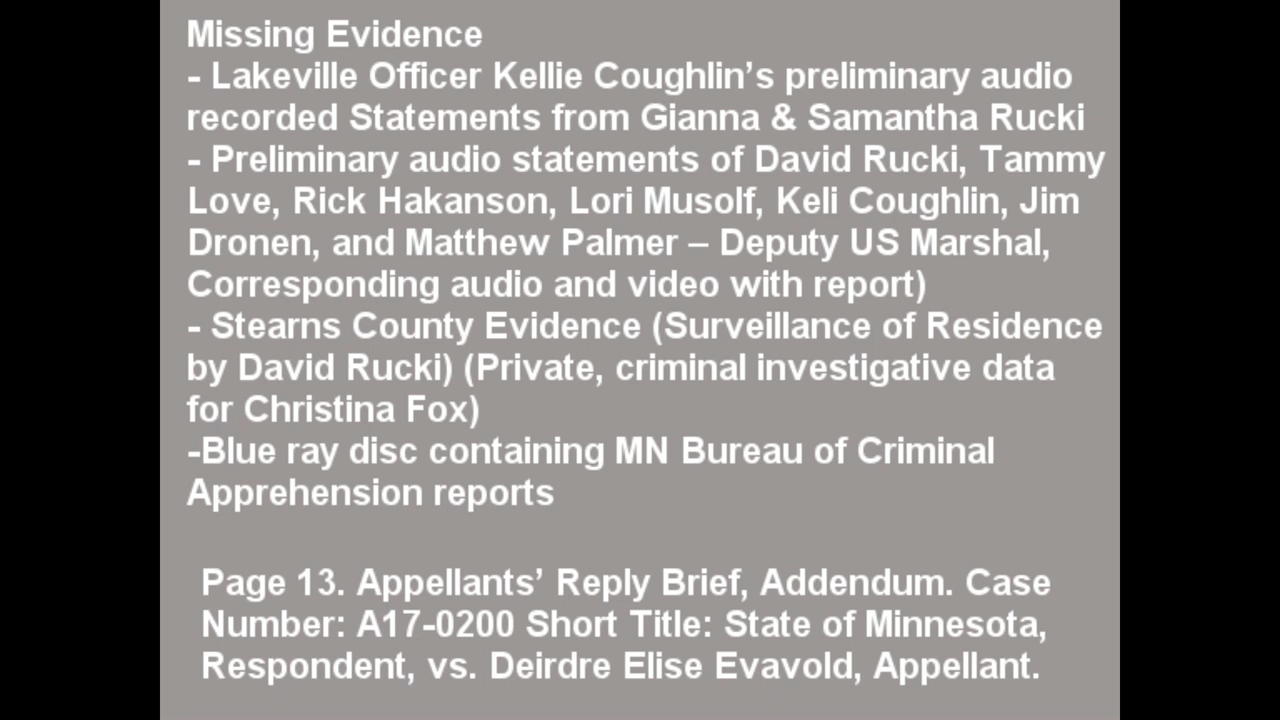 Missing Evidence
- Lakeville Officer Kellie Coughlin’s preliminary audio
recorded Statements from Gianna & Samantha Rucki
- Preliminary audio statements of David Rucki, Tammy
Love, Rick Hakanson, Lori Musolf, Keli Coughlin, Jim
Dronen, and Matthew Palmer – Deputy US Marshal,
Corresponding audio and video with report)
- Stearns County Evidence (Surveillance of Residence
by David Rucki) (Private, criminal investigative data
for Christina Fox)
-Blue ray disc containing MN Bureau of Criminal
Apprehension reports
Page 13. Appellants’ Reply Brief, Addendum. Case
Number: A17-0200 Short Title: State of Minnesota,
Respondent, vs. Deirdre Elise Evavold, Appellant.